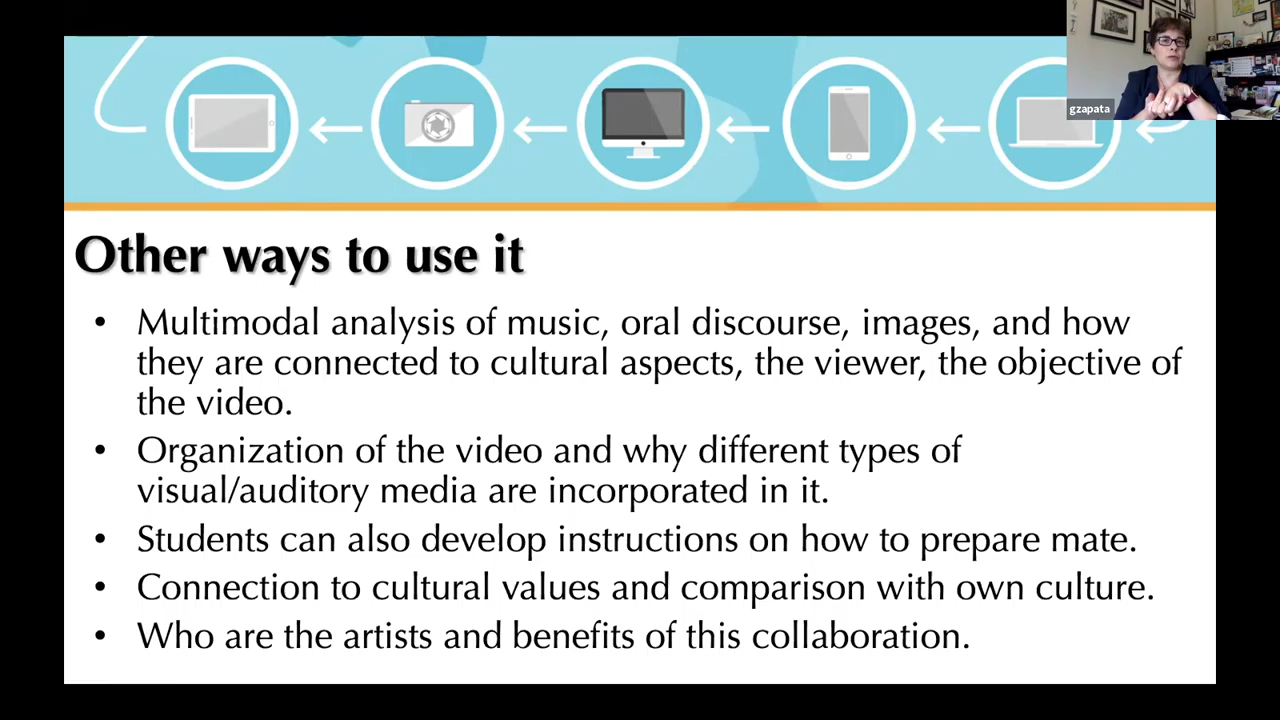 gzapata
Other ways to use it
• Multimodal analysis of music, oral discourse, images, and how
they are connected to cultural aspects, the viewer, the objective of
the video.
• Organization of the video and why different types of
visual/auditory media are incorporated in it.
• Students can also develop instructions on how to prepare mate.
• Connection to cultural values and comparison with own culture.
• Who are the artists and benefits of this collaboration.